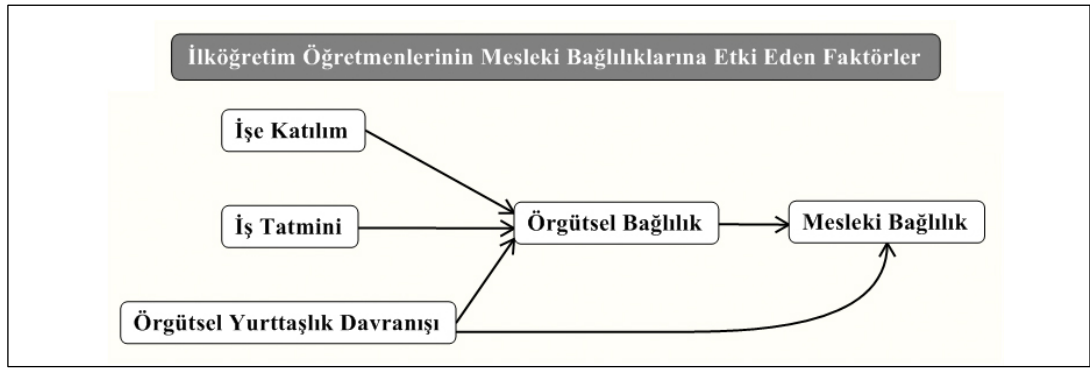 İlköğretim Öğretmenlerinin Mesleki Bağlılıklarına Etki Eden Faktörler
İşe Katılım
İş Tatmini
Örgütsel Bağlılık
Mesleki Bağlılık
Örgütsel Yurttaşlık Davranışı